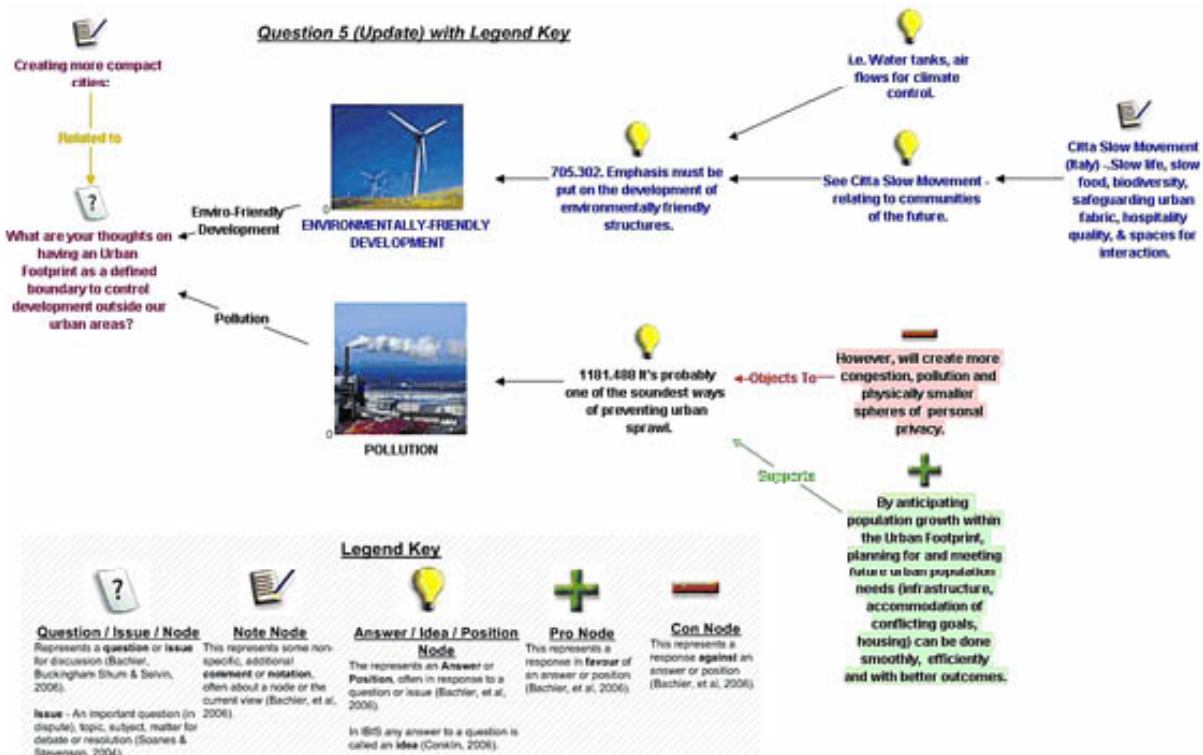 Question 5 (Update) with Legend Key
Creating more compact
cities:
Related to
What are your thoughts on
having an Urban
Footprint as a defined
boundary to control
development outside our
urban areas?
Enviro-Friendly
Development
Pollution
0
ENVIRONMENTALLY-FRIENDLY
DEVELOPMENT
0
POLLUTION
705.302. Emphasis must be
put on the development of
environmentally friendly
structures.
i.e. Water tanks, air
flows for climate
control.
See Citta Slow Movement -
relating to communities
of the future.
Citta Slow Movement
(Italy) -.Slow life, slow
food, biodiversity,
safeguarding urban
fabric, hospitality
quality, & spaces for
interaction.
1181.488 It's probably
one of the soundest ways
of preventing urban
sprawl.
Objects To
However, will create more
congestion, pollution and
physically smaller
spheres of personal
privacy.
Supports
By anticipating
population growth within
the Urban Footprint,
planning for and meeting
future urban population
needs (infrastructure,
accommodation of
conflicting goals,
housing) can be done
smoothly, efficiently
and with better outcomes.
Legend Key
Question / Issue / Node
Represents a question or issue
for discussion (Bachler,
Buckingham Shum & Selvin,
2006).
Issue - An important question (in
dispute), topic, subject, matter for
debate or resolution (Soanes &
Stevenson, 2004).
Note Node
This represents some non-
specific, additional
comment or notation,
often about a node or the
current view (Bachler, et al,
2006).
Answer / Idea / Position
Node
The represents an Answer or
Position, often in response to a
question or issue (Bachler, et al,
2006).
In IBIS any answer to a question is
called an idea (Conklin, 2006).
Pro Node
This represents a
response in favour of
an answer or position
(Bachler, et al, 2006).
Con Node
This represents a
response against an
answer or position
(Bachler, et al, 2006).